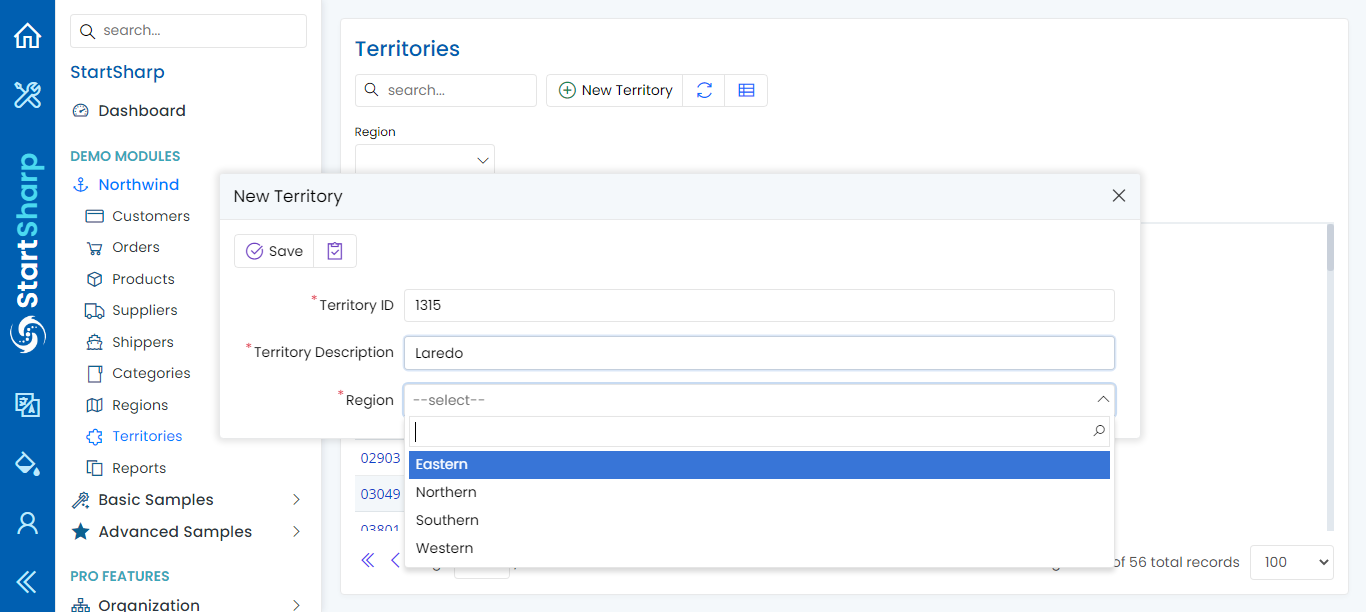 search...
StartSharp
Dashboard
DEMO MODULES
Northwind
Customers
Orders
Products
Suppliers
Shippers
Categories
Regions
Territories
Reports
Basic Samples
Advanced Samples
PRO FEATURES
Organization
StartSharp
Territories
search...
New Territory
Region
New Territory
Save
*Territory ID 1315
*Territory Description Laredo
*Region --select--
Eastern
Northern
Southern
Western
02903
03049
03801
of 56 total records 100